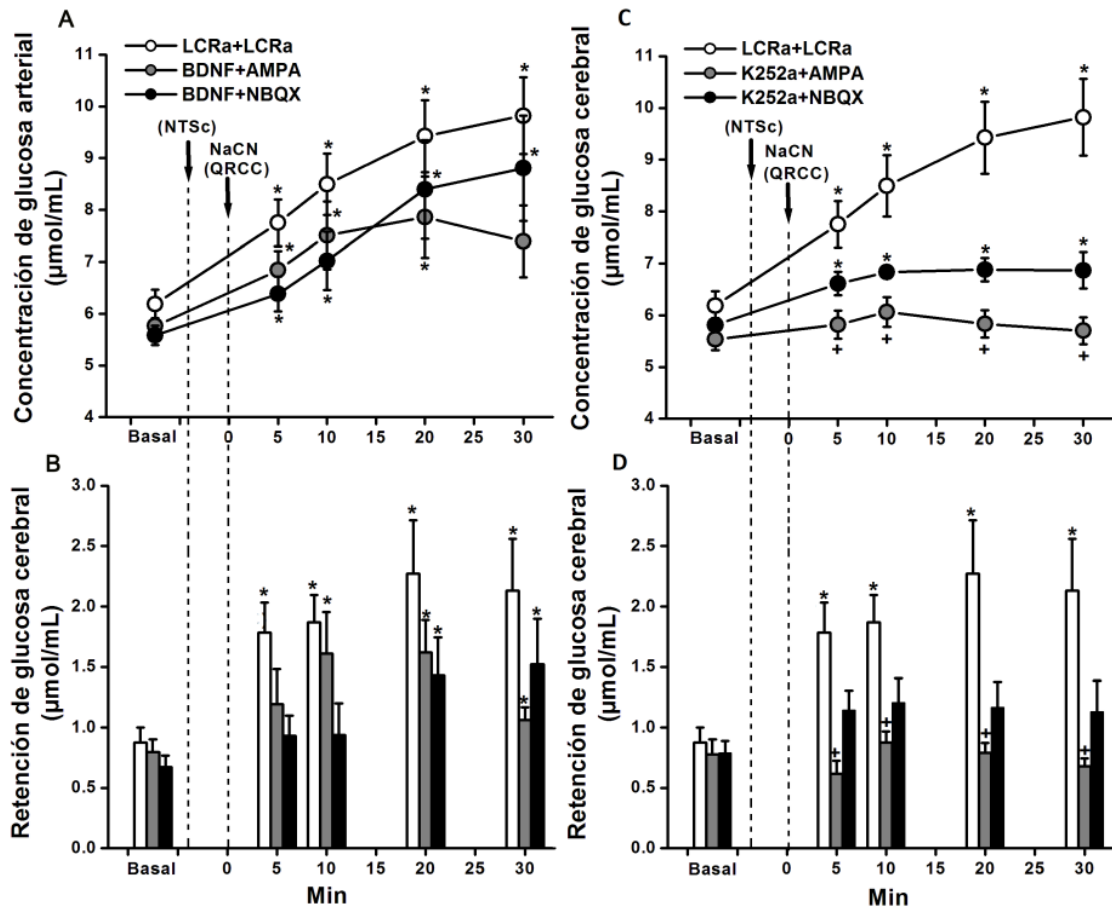 A
LCRa+LCRa
BDNF+AMPA
BDNF+NBQX
Concentración de glucosa arterial
(µmol/mL)
11
10
9
8
7
6
5
4
(NTSc)
NaCN
(QRCC)
* * * *
* * * *
* * * *
Basal 0 5 10 15 20 25 30
B
Retención de glucosa cerebral
(µmol/mL)
3.0
2.5
2.0
1.5
1.0
0.5
0.0
* * * *
* * *
* *
Basal 0 5 10 15 20 25 30
Min
C
LCRa+LCRa
K252a+AMPA
K252a+NBQX
Concentración de glucosa cerebral
(µmol/mL)
11
10
9
8
7
6
5
4
(NTSc)
NaCN
(QRCC)
* * * *
* * * *
+ + + +
Basal 0 5 10 15 20 25 30
D
Retención de glucosa cerebral
(µmol/mL)
3.0
2.5
2.0
1.5
1.0
0.5
0.0
* * * *
+ + + +
Basal 0 5 10 15 20 25 30
Min